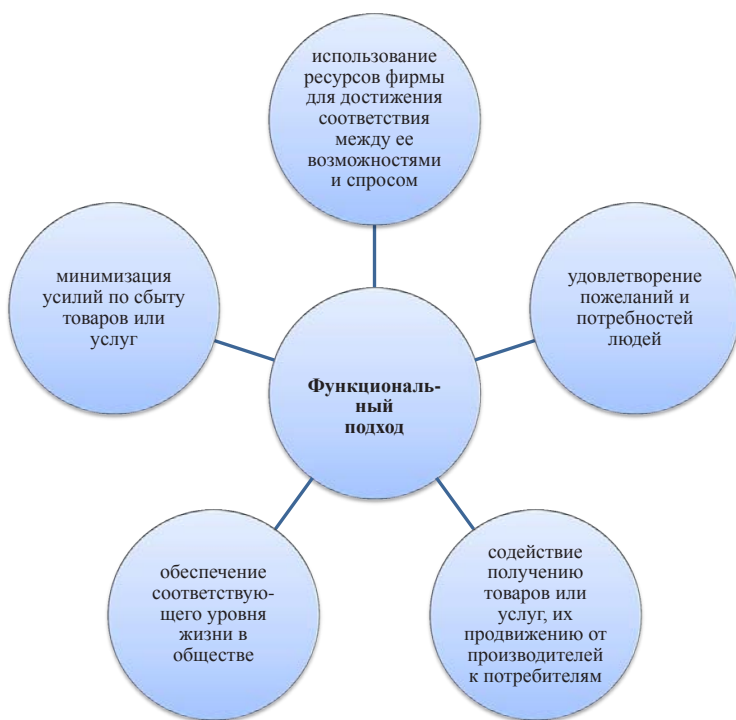 использование
ресурсов фирмы
для достижения
соответствия
между ее
возможностями
и спросом
минимизация
усилий по сбыту
товаров или
услуг
удовлетворение
пожеланий и
потребностей
людей
Функциональ-
ный
подход
обеспечение
соответствую-
щего уровня
жизни в
обществе
содействие
получению
товаров или
услуг, их
продвижению от
производителей
к потребителям